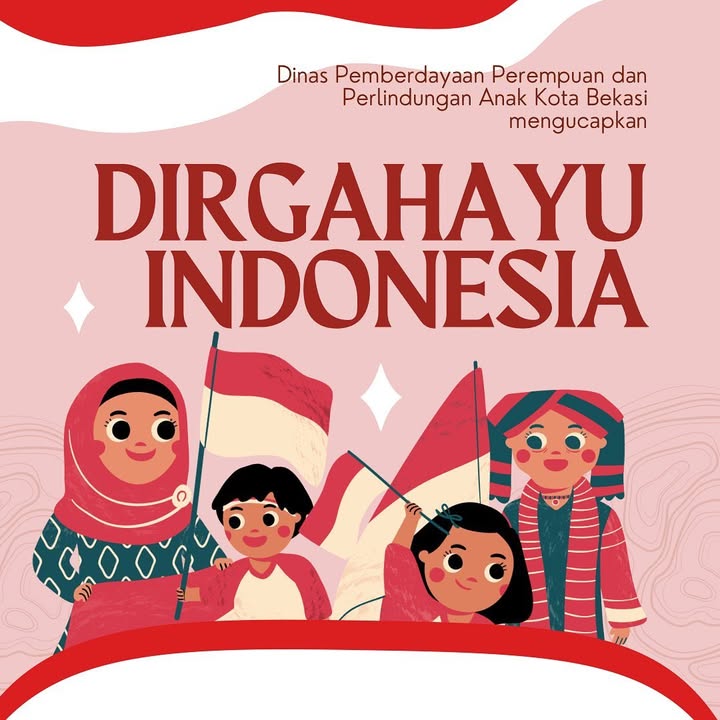 Dinas Pemberdayaan Perempuan dan
Perlindungan Anak Kota Bekasi
mengucapkan
DIRGAHAYU
INDONESIA